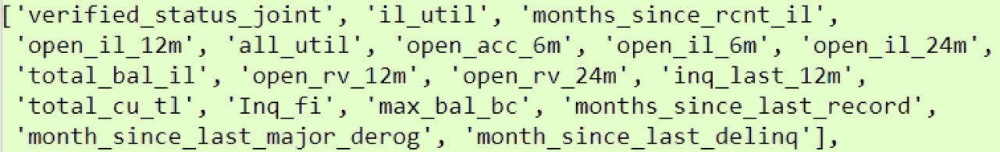 ['verified_status_joint', 'il_util', 'months_since_rcnt_il',
'open_il_12m', 'all_util', 'open_acc_6m', 'open_il_6m', 'open_il_24m',
'total_bal_il', 'open_rv_12m', 'open_rv_24m', 'inq_last_12m',
'total_cu_tl', 'Inq_fi', 'max_bal_bc', 'months_since_last_record',
'month_since_last_major_derog', 'month_since_last_delinq'],